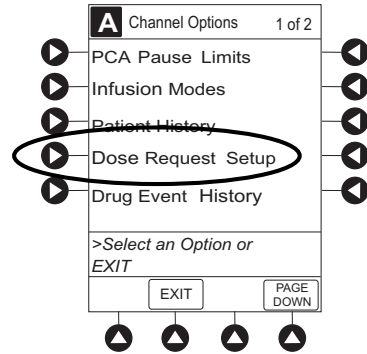 A Channel Options 1 of 2
PCA Pause Limits
Infusion Modes
Patient History
Dose Request Setup
Drug Event History
>Select an Option or
EXIT
EXIT
PAGE
DOWN